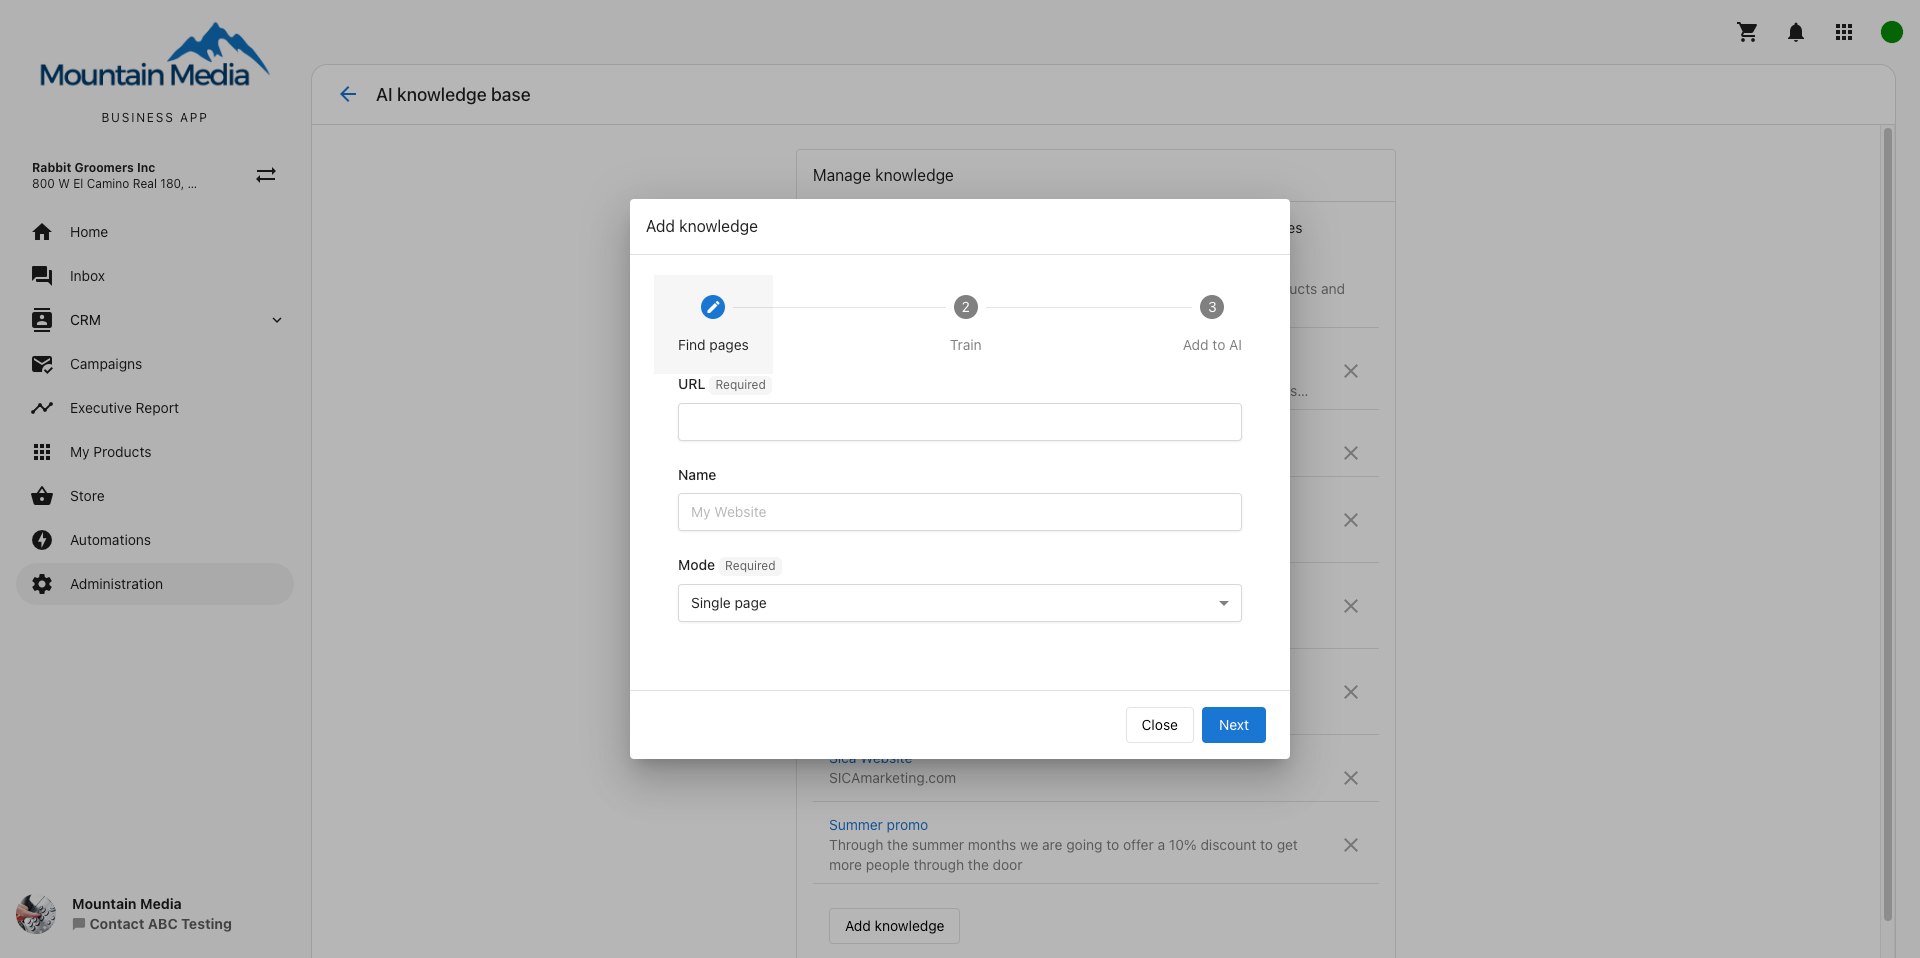 Mountain Media
BUSINESS APP
Rabbit Groomers Inc
800 W El Camino Real 180, ...
Home
Inbox
CRM
Campaigns
Executive Report
My Products
Store
Automations
Administration
Mountain Media
Contact ABC Testing
AI knowledge base
Manage knowledge
es
ucts and
s...
Add knowledge
2
3
Find pages
Train
Add to AI
URL Required
Name
My Website
Mode Required
Single page
Close
Next
Sica Website
SICAmarketing.com
Summer promo
Through the summer months we are going to offer a 10% discount to get
more people through the door
Add knowledge